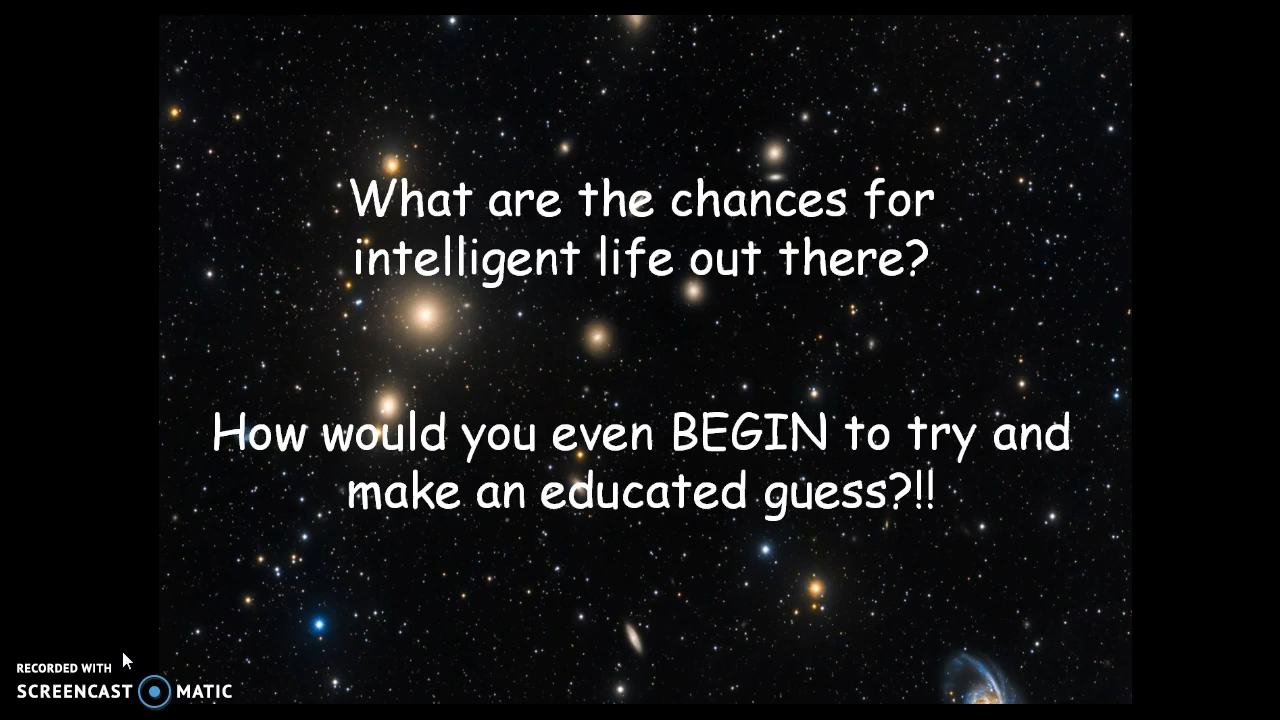 What are the chances for
intelligent life out there?
How would you even BEGIN to try and
make an educated guess?!!
RECORDED WITH
SCREENCAST MATIC